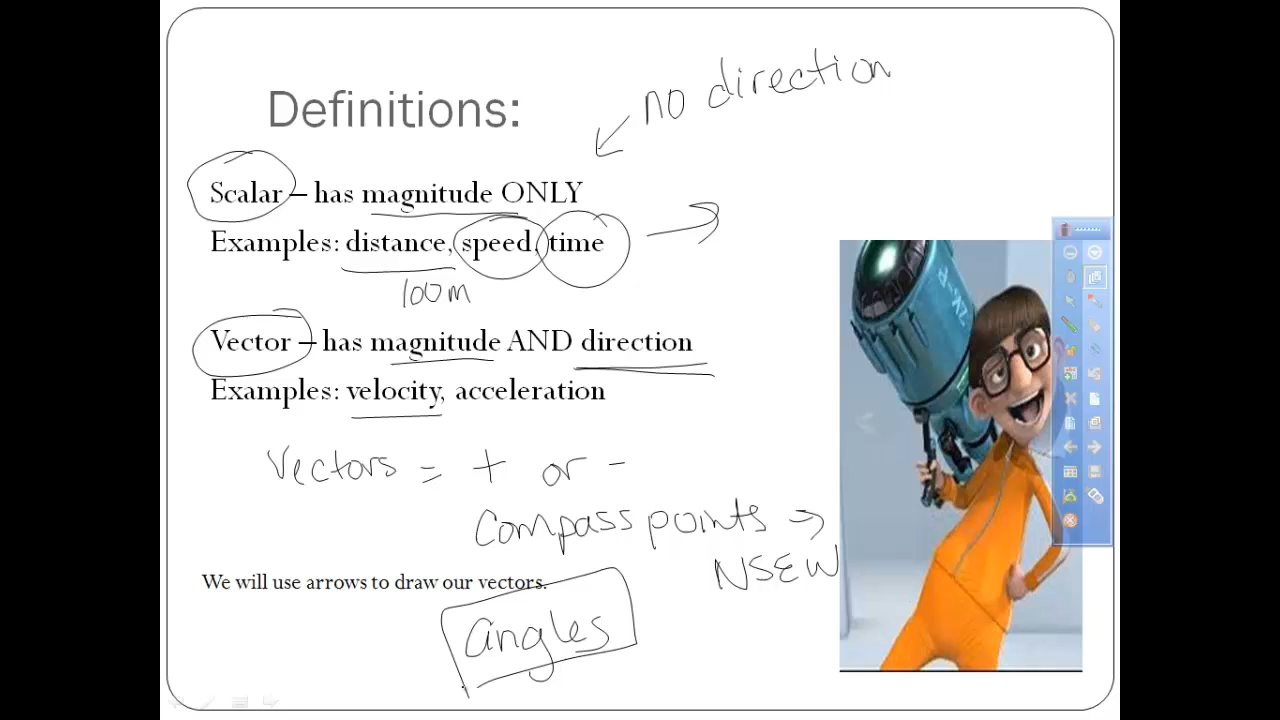 Definitions:
no direction
Scalar – has magnitude ONLY
Examples: distance, speed, time
100m
Vector – has magnitude AND direction
Examples: velocity, acceleration
Vectors = + or -
Compass points →
NSEW
We will use arrows to draw our vectors.
angles